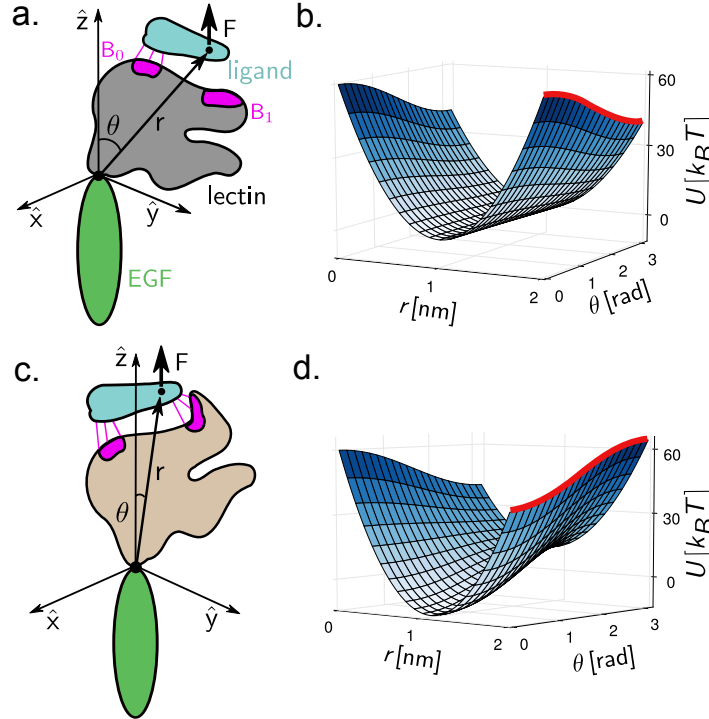 a.
ẑ
F
B₀
ligand
B₁
θ
r
lectin
x̂
ŷ
EGF
b.
60
30
0
U[k_BT]
0
1
2
r[nm]
0
1
2
3
θ[rad]
c.
ẑ
F
r
θ
x̂
ŷ
d.
60
30
0
U[k_BT]
0
1
2
r[nm]
0
1
2
3
θ[rad]